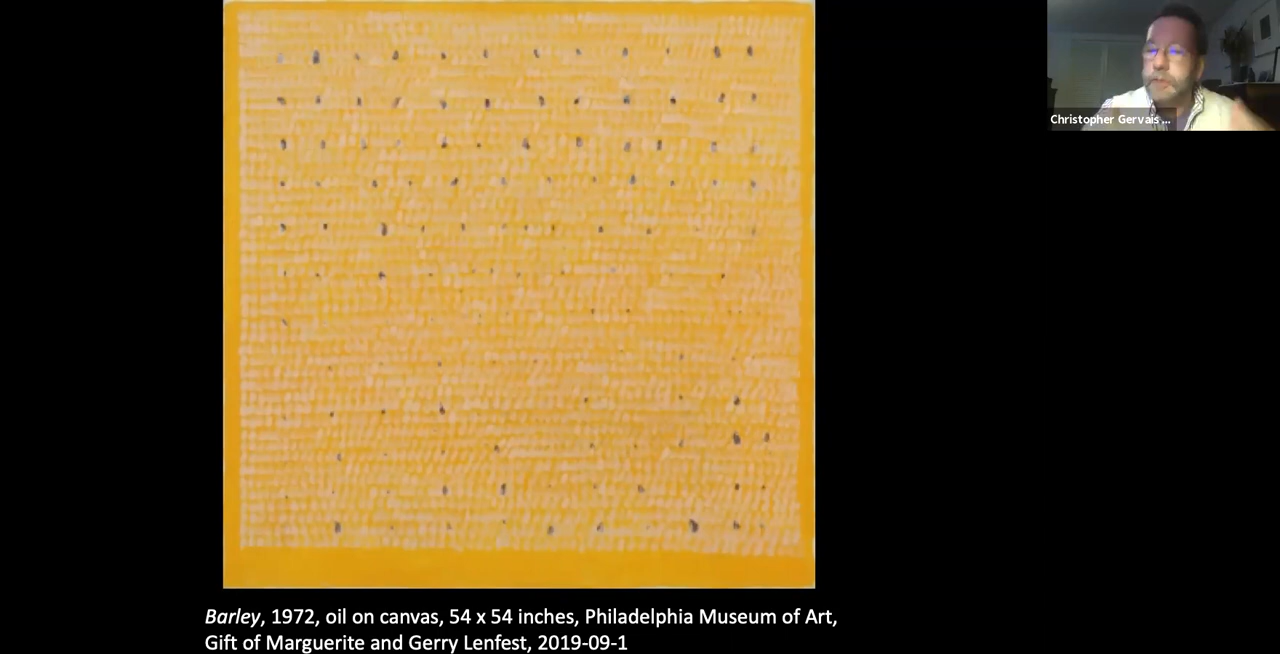 Christopher Gervais ...
Barley, 1972, oil on canvas, 54 x 54 inches, Philadelphia Museum of Art,
Gift of Marguerite and Gerry Lenfest, 2019-09-1